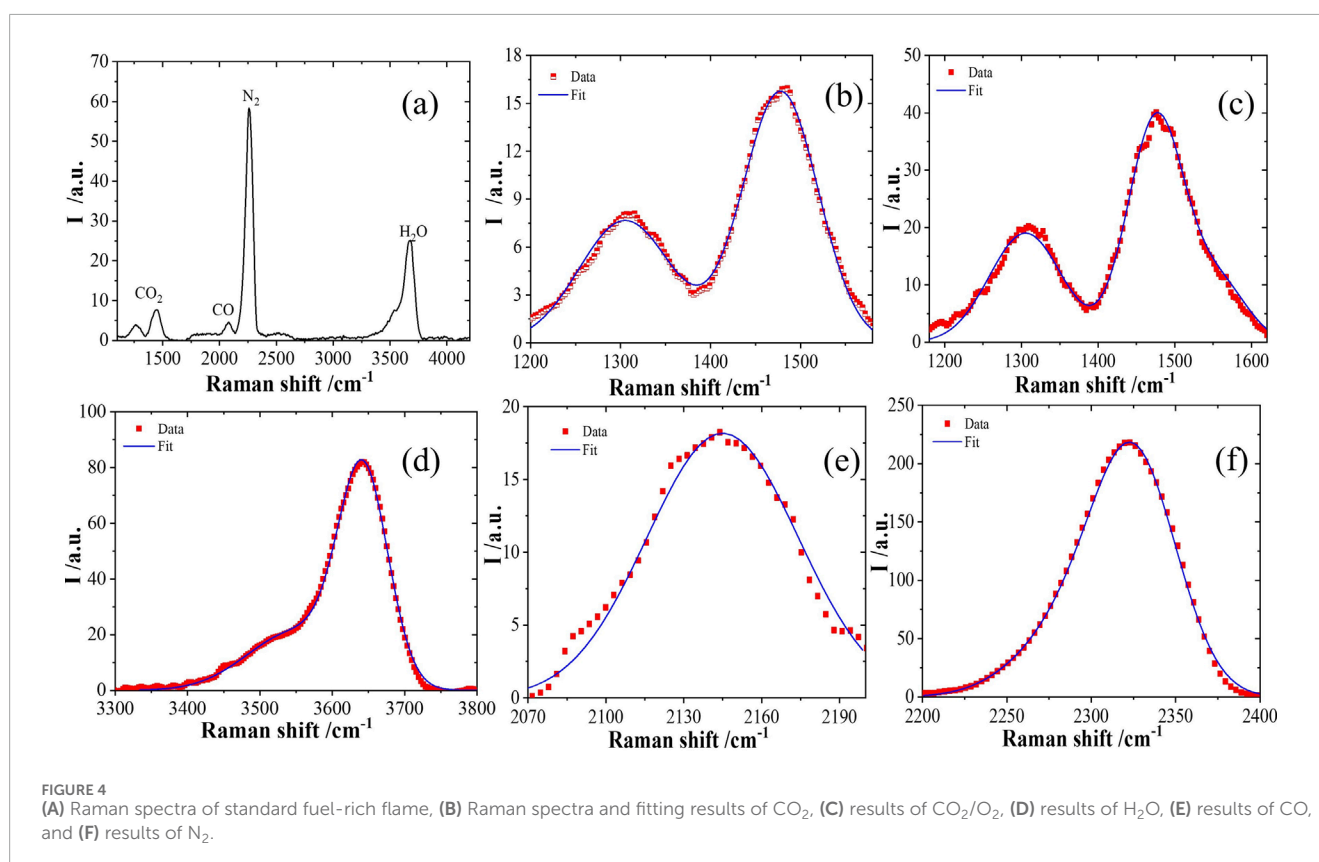 (a)
I /a.u.
70
60
50
40
30
20
10
0
N₂
CO₂
CO
H₂O
1500 2000 2500 3000 3500 4000
Raman shift /cm⁻¹
(b)
Data
Fit
I /a.u.
18
15
12
9
6
3
0
1200 1300 1400 1500
Raman shift /cm⁻¹
(c)
Data
Fit
I /a.u.
50
40
30
20
10
0
1200 1300 1400 1500 1600
Raman shift /cm⁻¹
(d)
Data
Fit
I /a.u.
100
80
60
40
20
0
3300 3400 3500 3600 3700 3800
Raman shift /cm⁻¹
(e)
Data
Fit
I /a.u.
20
15
10
5
0
2070 2100 2130 2160 2190
Raman shift /cm⁻¹
(f)
Data
Fit
I /a.u.
250
200
150
100
50
0
2200 2250 2300 2350 2400
Raman shift /cm⁻¹
FIGURE 4
(A) Raman spectra of standard fuel-rich flame, (B) Raman spectra and fitting results of CO₂, (C) results of CO₂/O₂, (D) results of H₂O, (E) results of CO,
and (F) results of N₂.